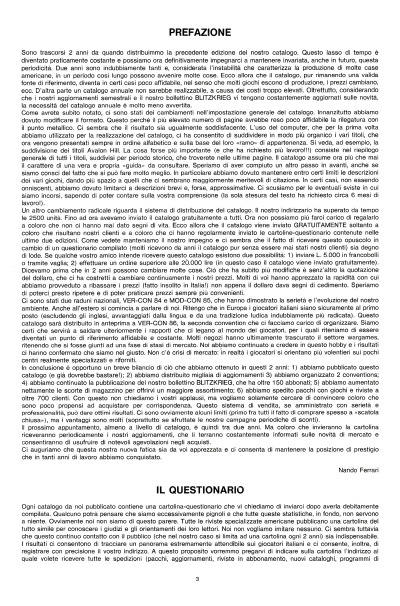 PREFAZIONE
Sono trascorsi 2 anni da quando distribuimmo la precedente edizione del nostro catalogo. Questo lasso di tempo è
diventato praticamente costante e possiamo ora definitivamente impegnarci a mantenere invariata, anche in futuro, questa
periodicità. Due anni sono indubbiamente tanti e, considerata l'instabilità che caratterizza la produzione di molte case
americane, in un periodo così lungo possono avvenire molte cose. Ecco allora che il catalogo, pur rimanendo una valida
fonte di riferimento, diventa in certi casi poco affidabile, nel senso che molti giochi escono di produzione, i prezzi cambiano,
ecc. D'altra parte un catalogo annuale non sarebbe realizzabile, a causa dei costi troppo elevati. Oltretutto, considerando
che i nostri aggiornamenti semestrali e il nostro bollettino BLITZKRIEG vi tengono costantemente aggiornati sulle novità,
la necessità del catalogo annuale è molto meno avvertita.
Come avrete subito notato, ci sono stati dei cambiamenti nell'impostazione generale del catalogo. Innanzitutto abbiamo
dovuto modificare il formato. Questo perchè il più elevato numero di pagine avrebbe reso poco affidabile la rilegatura con
il punto metallico. Ci sembra che il risultato sia ugualmente soddisfacente. L'uso del computer, che per la prima volta
abbiamo utilizzato per la realizzazione del catalogo, ci ha consentito di suddividere in modo più organico i vari titoli, che
ora vengono presentati sempre in ordine alfabetico e sulla base del loro «ramo» di appartenenza. Si veda, ad esempio, la
suddivisione dei titoli Avalon Hill. La cosa forse più importante (e che ha richiesto più lavoro!!!) consiste nel riepilogo
generale di tutti i titoli, suddivisi per periodo storico, che troverete nelle ultime pagine. Il catalogo assume ora più che mai
il carattere di una vera e propria «guida» da consultare. Speriamo di aver compiuto un altro passo in avanti, anche se
siamo consci del fatto che si può fare molto meglio. In particolare abbiamo dovuto mantenere entro certi limiti le descrizioni
dei vari giochi, dando più spazio a quelli che ci sembravano maggiormente meritevoli di citazione. In certi casi, non essendo
onniscenti, abbiamo dovuto limitarci a descrizioni brevi e, forse, approssimative. Ci scusiamo per le eventuali sviste in cui
siamo incorsi, sapendo di poter contare sulla vostra comprensione (la sola stesura del testo ha richiesto circa 6 mesi di
lavoro!).
Un altro cambiamento radicale riguarda il sistema di distribuzione del catalogo. Il nostro indirizzario ha superato da tempo
le 2500 unità. Fino ad ora avevamo inviato il catalogo gratuitamente a tutti. Ora non possiamo più farci carico di regalarlo
a coloro che non ci hanno mai dato segni di vita. Ecco allora che il catalogo viene inviato GRATUITAMENTE soltanto a
coloro che risultano nostri clienti e a coloro che ci hanno regolarmente inviato le cartoline-questionario contenute nelle
ultime due edizioni. Come vedete manteniamo il nostro impegno e ci sembra che il fatto di ricevere questo opuscolo in
cambio di un questionario compilato (molti ricevono da anni il catalogo pur senza essere mai stati nostri clienti) sia degno
di lode. Se qualche vostro amico intende ricevere questo catalogo esistono due possibilità: 1) inviarci L. 5.000 in francobolli
o tramite vaglia; 2) effettuare un ordine superiore alle 20.000 lire (in questo caso il catalogo viene inviato gratuitamente).
Dicevamo prima che in 2 anni possono cambiare molte cose. Ciò che ha subito più modifiche è senz'altro la quotazione
del dollaro, che ci ha costretti a cambiare continuamente i nostri prezzi. Molti di voi hanno apprezzato la rapidità con cui
abbiamo provveduto a ribassare i prezzi (fatto insolito in Italia!) non appena il dollaro dava segni di cedimento. Speriamo
di poterci presto ripetere e di poter praticare prezzi sempre più convenienti.
Ci sono stati due raduni nazionali, VER-CON 84 e MOD-CON 85, che hanno dimostrato la serietà e l'evoluzione del nostro
ambiente. Anche all'estero si comincia a parlare di noi. Ritengo che in Europa i giocatori italiani siano sicuramente al primo
posto (escludendo gli inglesi, avvantaggiati dalla lingua e da una tradizione ludica indubbiamente più radicata). Questo
catalogo sarà distribuito in anteprima a VER-CON 86, la seconda convention che ci facciamo carico di organizzare. Siamo
certi che servirà a saldare ulteriormente i rapporti che ci legano al mondo dei giocatori, per i quali riteniamo di essere
diventati un punto di riferimento affidabile e costante. Molti negozi hanno ultimamente trascurato il settore wargames,
ritenendo che si fosse giunti ad una fase di stasi di mercato. Noi abbiamo continuato a credere in questo hobby e i risultati
ci hanno confermato che siamo nel giusto. Non c'è crisi di mercato: in realtà i giocatori si orientano più volentieri sui pochi
centri realmente specializzati e riforniti.
In conclusione è opportuno un breve bilancio di ciò che abbiamo ottenuto in questi 2 anni: 1) abbiamo pubblicato questo
catalogo (e già dovrebbe bastare!); 2) abbiamo distribuito migliaia di aggiornamenti 3) abbiamo organizzato 2 conventions;
4) abbiamo continuato la pubblicazione del nostro bollettino BLITZKRIEG, che ha oltre 150 abbonati; 5) abbiamo aumentato
nettamente le scorte di magazzino per offrirvi un maggiore assortimento; 6) abbiamo spedito pacchi con giochi e riviste a
oltre 700 clienti. Con questo non chiediamo i vostri applausi, ma vogliamo solamente cercare di convincere coloro che
sono poco propensi ad acquistare per corrispondenza. Questo sistema di vendita, se amministrato con serietà e
professionalità, può dare ottimi risultati. Ci sono ovviamente alcuni limiti (primo fra tutti il fatto di comprare spesso a «scatola
chiusa»), ma i vantaggi sono molti (soprattutto se sfruttate le nostre campagne periodiche di sconti).
Il prossimo appuntamento, almeno a livello di catalogo, è quindi tra due anni. Ma coloro che invieranno la cartolina
riceveranno periodicamente i nostri aggiornamenti, che li terranno costantemente informati sulle novità di mercato e
consentiranno di usufruire di notevoli agevolazioni negli acquisti.
Ci auguriamo che questa nostra nuova fatica sia da voi apprezzata e ci consenta di mantenere la posizione di prestigio
che in tanti anni di lavoro abbiamo conquistato.
Nando Ferrari
IL QUESTIONARIO
Ogni catalogo da noi pubblicato contiene una cartolina-questionario che vi chiediamo di inviarci dopo averla debitamente
compilata. Qualcuno potrà pensare che siamo eccessivamente pignoli e che tutte queste statistiche, in fondo, non servono
a niente. Ovviamente noi non siamo di questo parere. Tutte le riviste specializzate americane pubblicano una cartolina del
tutto simile per conoscere i giudizi e gli orientamenti dei loro lettori. Noi non vogliamo imitare nessuno. Ci sembra tuttavia
che questo continuo contatto con il pubblico (che nel nostro caso si limita ad una cartolina ogni 2 anni) sia indispensabile.
I risultati ci consentono di tracciare un panorama estremamente attendibile sui giocatori italiani e ci consente, inoltre, di
registrare con precisione il vostro indirizzo. A questo proposito vorremmo pregarvi di indicare sulla cartolina l'indirizzo al
quale volete ricevere tutte le spedizioni (pacchi, aggiornamenti, riviste in abbonamento, nuovi cataloghi, programmi di
3